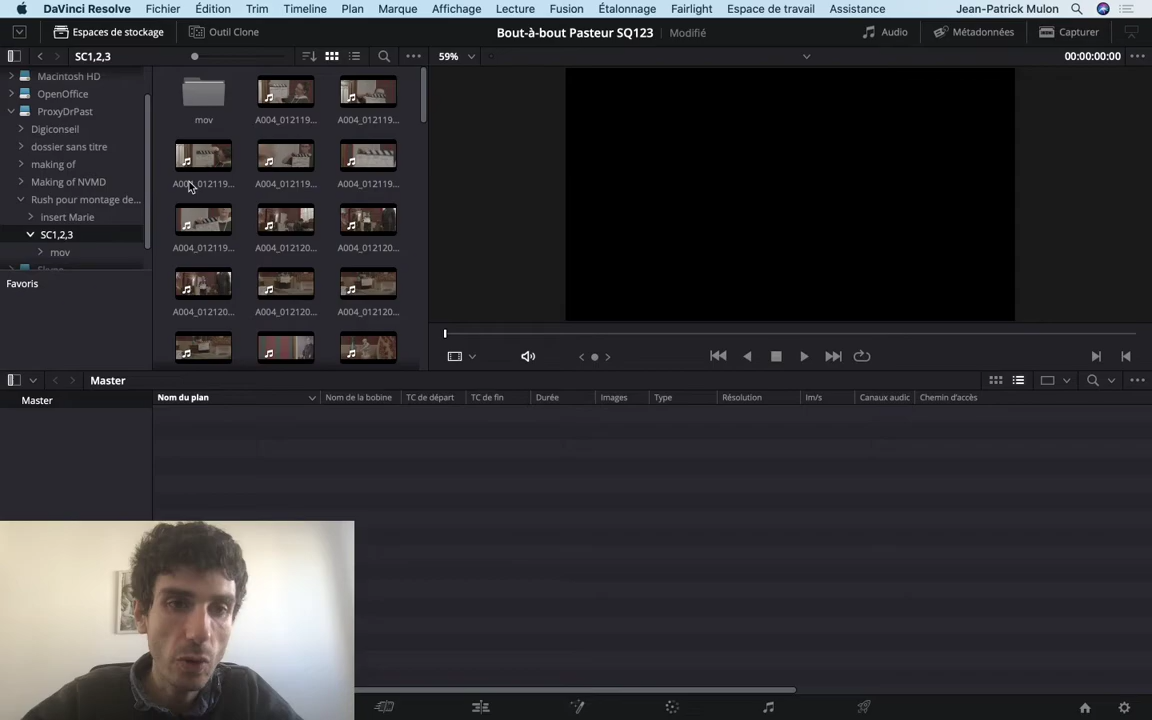 DaVinci Resolve Fichier Édition Trim Timeline Plan Marque Affichage Lecture Fusion Étalonnage Fairlight Espace de travail Assistance Jean-Patrick Mulon
Espaces de stockage Outil Clone Bout-à-bout Pasteur SQ123 Modifié Audio Métadonnées Capturer
SC1,2,3 59% 00:00:00:00
Macintosh HD
OpenOffice
ProxyDrPast
Digiconseil
dossier sans titre
making of
Making of NVMD
Rush pour montage de...
insert Marie
SC1,2,3
mov
Favoris
mov A004_012119... A004_012119...
A004_012119... A004_012119... A004_012119...
A004_012119... A004_012120... A004_012120...
A004_012120... A004_012120... A004_012120...
Master
Master
Nom du plan Nom de la bobine TC de départ TC de fin Durée Images Type Résolution Im/s Canaux audio Chemin d'accès